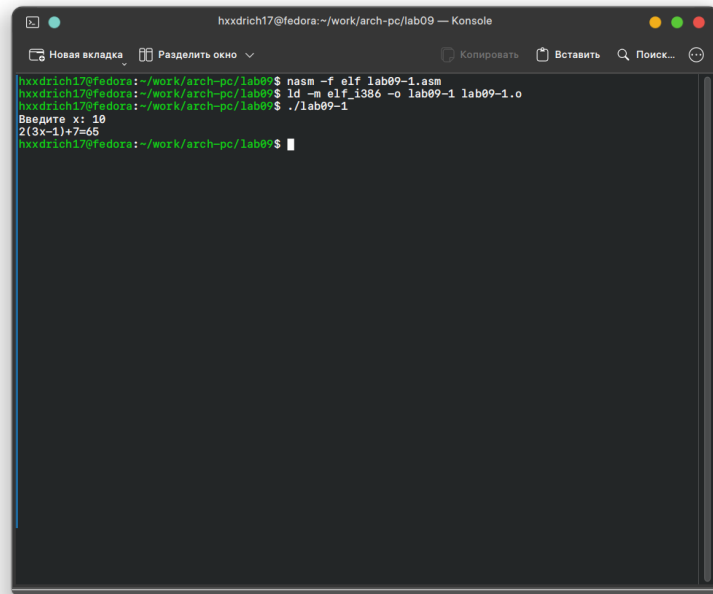 hxxdrich17@fedora:~/work/arch-pc/lab09 — Konsole
Новая вкладка Разделить окно Копировать Вставить Поиск...
hxxdrich17@fedora:~/work/arch-pc/lab09$ nasm -f elf lab09-1.asm
hxxdrich17@fedora:~/work/arch-pc/lab09$ ld -m elf_i386 -o lab09-1 lab09-1.o
hxxdrich17@fedora:~/work/arch-pc/lab09$ ./lab09-1
Введите x: 10
2(3x-1)+7=65
hxxdrich17@fedora:~/work/arch-pc/lab09$